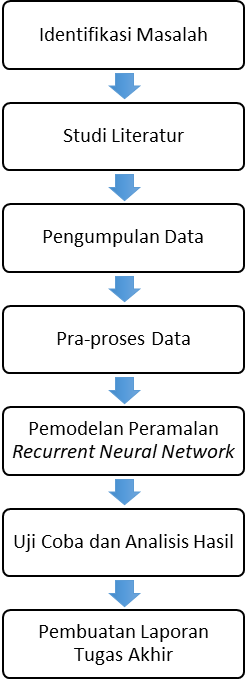 Identifikasi Masalah
Studi Literatur
Pengumpulan Data
Pra-proses Data
Pemodelan Peramalan
Recurrent Neural Network
Uji Coba dan Analisis Hasil
Pembuatan Laporan
Tugas Akhir